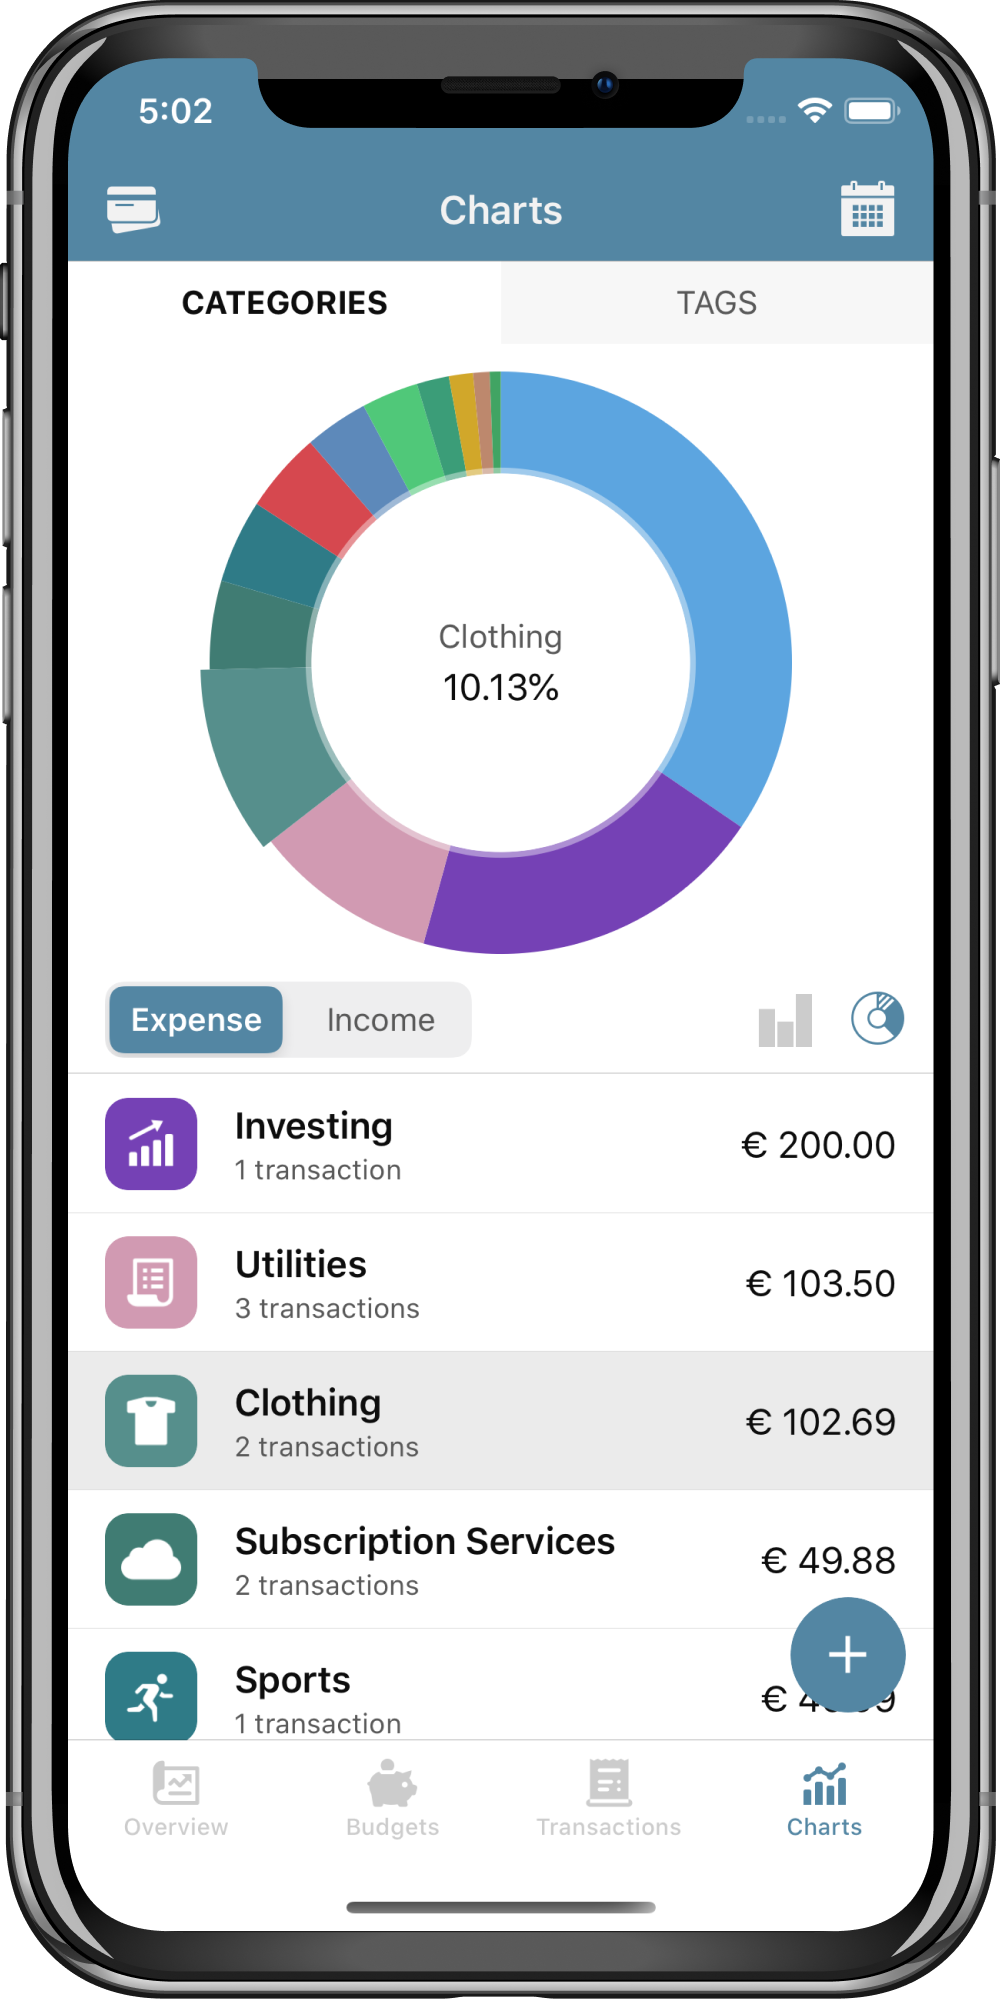 5:02
Charts
CATEGORIES
TAGS
Clothing
10.13%
Expense
Income
Investing
€ 200.00
1 transaction
Utilities
€ 103.50
3 transactions
Clothing
€ 102.69
2 transactions
Subscription Services
€ 49.88
2 transactions
Sports
1 transaction
Overview
Budgets
Transactions
Charts